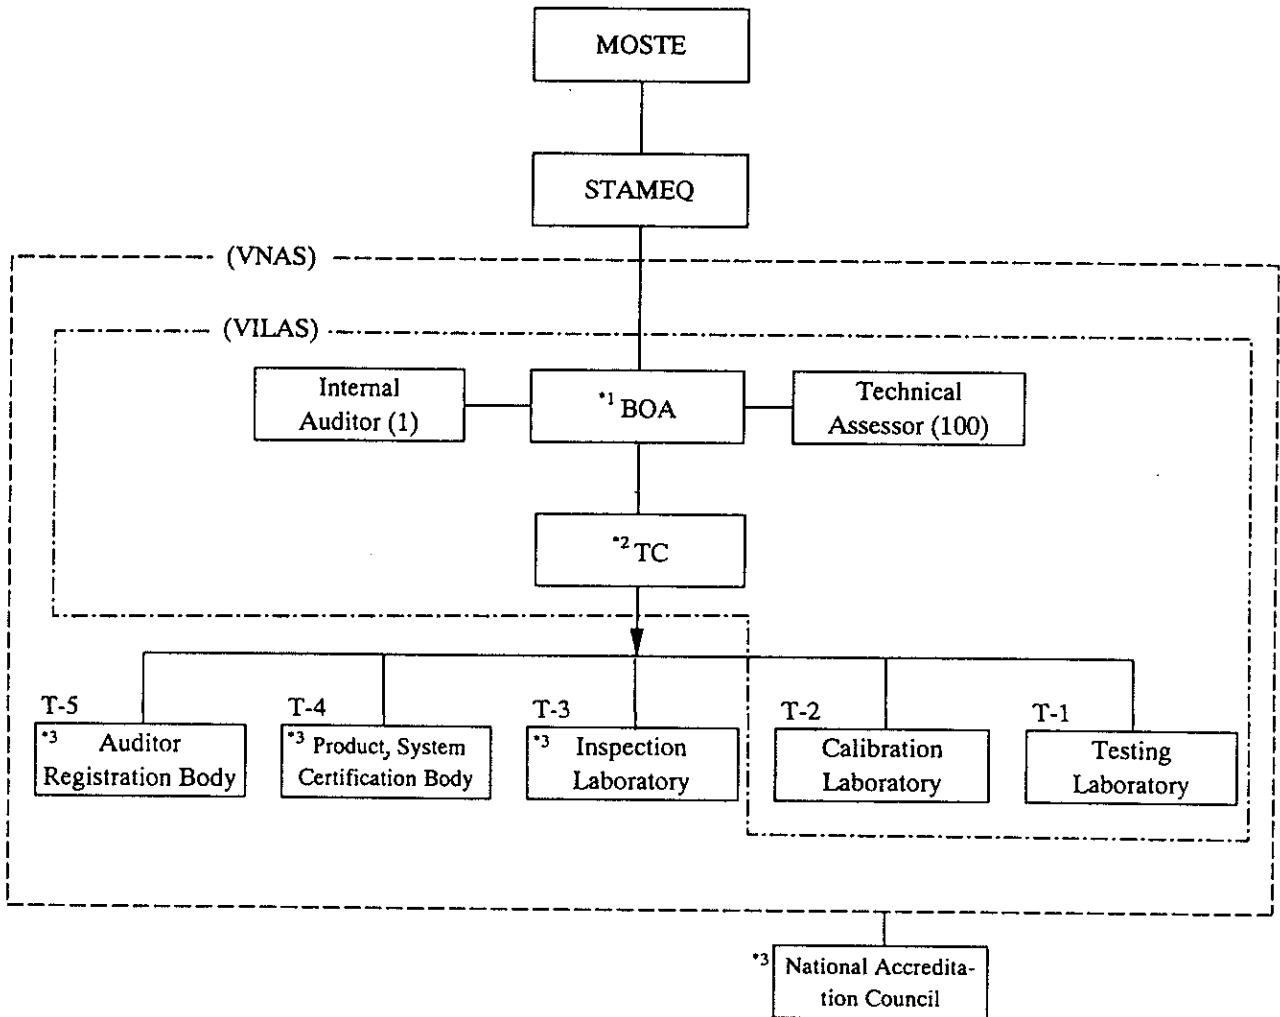 MOSTE
STAMEQ
(VNAS)
(VILAS)
Internal
Auditor (1)
*1 BOA
Technical
Assessor (100)
*2 TC
T-5
*3 Auditor
Registration Body
T-4
*3 Product, System
Certification Body
T-3
*3 Inspection
Laboratory
T-2
Calibration
Laboratory
T-1
Testing
Laboratory
*3 National Accredita-
tion Council